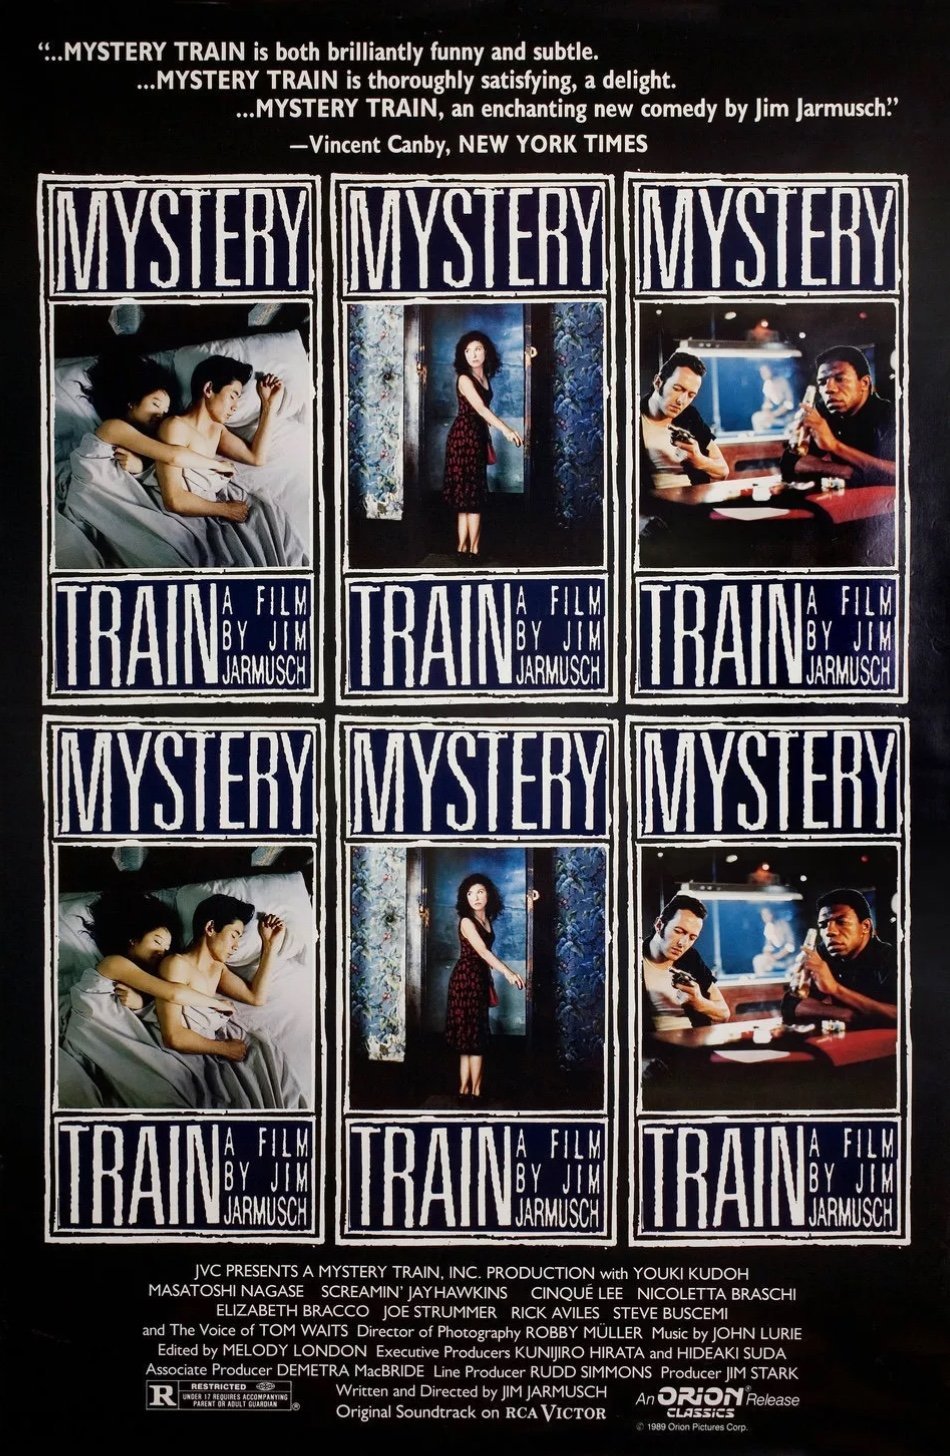 “...MYSTERY TRAIN is both brilliantly funny and subtle.
...MYSTERY TRAIN is thoroughly satisfying, a delight.
...MYSTERY TRAIN, an enchanting new comedy by Jim Jarmusch.”
—Vincent Canby, NEW YORK TIMES
MYSTERY
TRAIN
A FILM
BY JIM
JARMUSCH
MYSTERY
TRAIN
A FILM
BY JIM
JARMUSCH
MYSTERY
TRAIN
A FILM
BY JIM
JARMUSCH
MYSTERY
TRAIN
A FILM
BY JIM
JARMUSCH
MYSTERY
TRAIN
A FILM
BY JIM
JARMUSCH
MYSTERY
TRAIN
A FILM
BY JIM
JARMUSCH
JVC PRESENTS A MYSTERY TRAIN, INC. PRODUCTION with YOUKI KUDOH
MASATOSHI NAGASE SCREAMIN' JAY HAWKINS CINQUÉ LEE NICOLETTA BRASCHI
ELIZABETH BRACCO JOE STRUMMER RICK AVILES STEVE BUSCEMI
and The Voice of TOM WAITS Director of Photography ROBBY MÜLLER Music by JOHN LURIE
Edited by MELODY LONDON Executive Producers KUNIJIRO HIRATA and HIDEAKI SUDA
Associate Producer DEMETRA MacBRIDE Line Producer RUDD SIMMONS Producer JIM STARK
Written and Directed by JIM JARMUSCH
Original Soundtrack on RCA VICTOR
R
RESTRICTED
UNDER 17 REQUIRES ACCOMPANYING
PARENT OR ADULT GUARDIAN
®
An ORION® Release
CLASSICS
© 1989 Orion Pictures Corp.